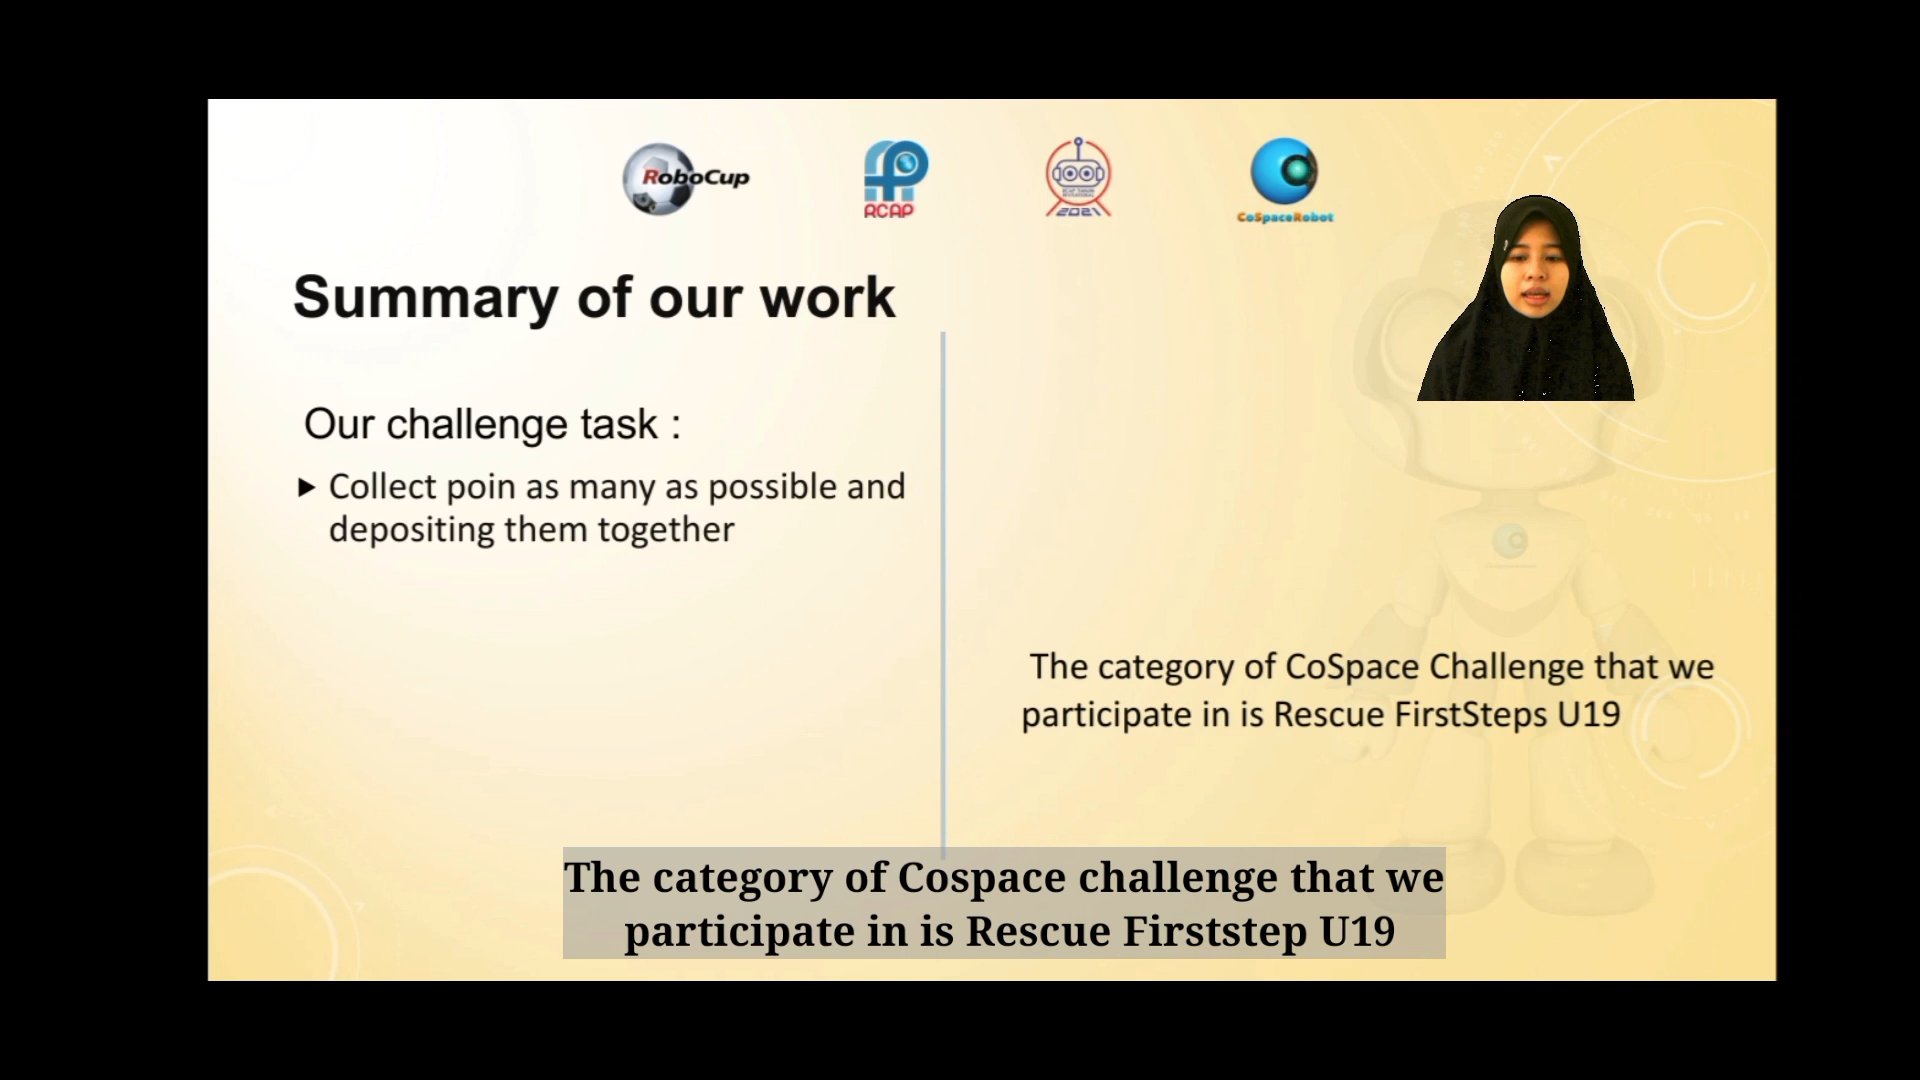 RoboCup
RCAP
2021
CoSpaceRobot
Summary of our work
Our challenge task :
Collect poin as many as possible and
depositing them together
The category of CoSpace Challenge that we
participate in is Rescue FirstSteps U19
The category of Cospace challenge that we
participate in is Rescue Firststep U19